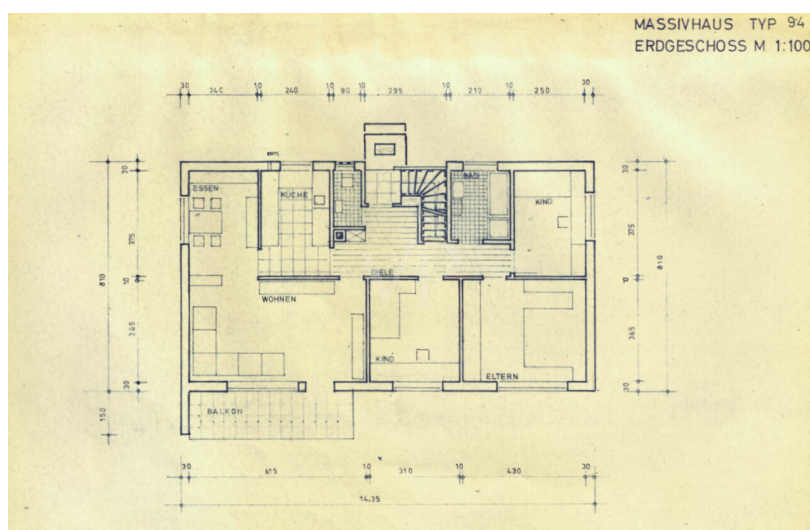 MASSIVHAUS TYP 94
ERDGESCHOSS M 1:100
30 240 10 240 10 90 10 295 10 210 10 250 30
ESSEN
KÜCHE
BAD
KIND
DIELE
WOHNEN
KIND
ELTERN
BALKON
30 375 10 365 30
810
150
30 375 10 365 30
810
30 615 10 310 10 430 30
14.35